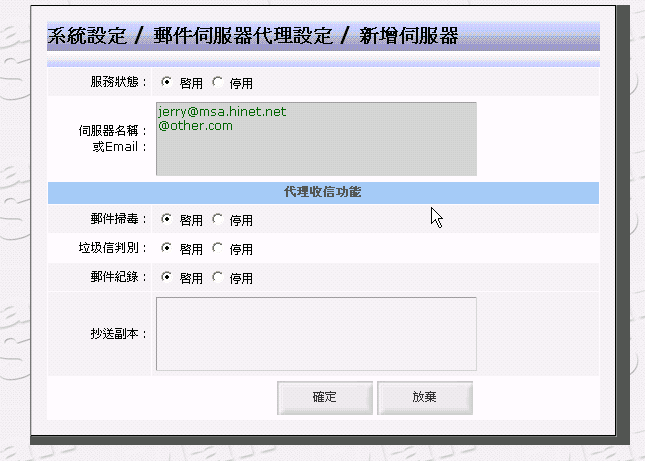 系統設定 / 郵件伺服器代理設定 / 新增伺服器
服務狀態： 啓用 停用
伺服器名稱：
或Email：
jerry@msa.hinet.net
@other.com
代理收信功能
郵件掃毒： 啓用 停用
垃圾信判別： 啓用 停用
郵件紀錄： 啓用 停用
抄送副本：
確定 放棄